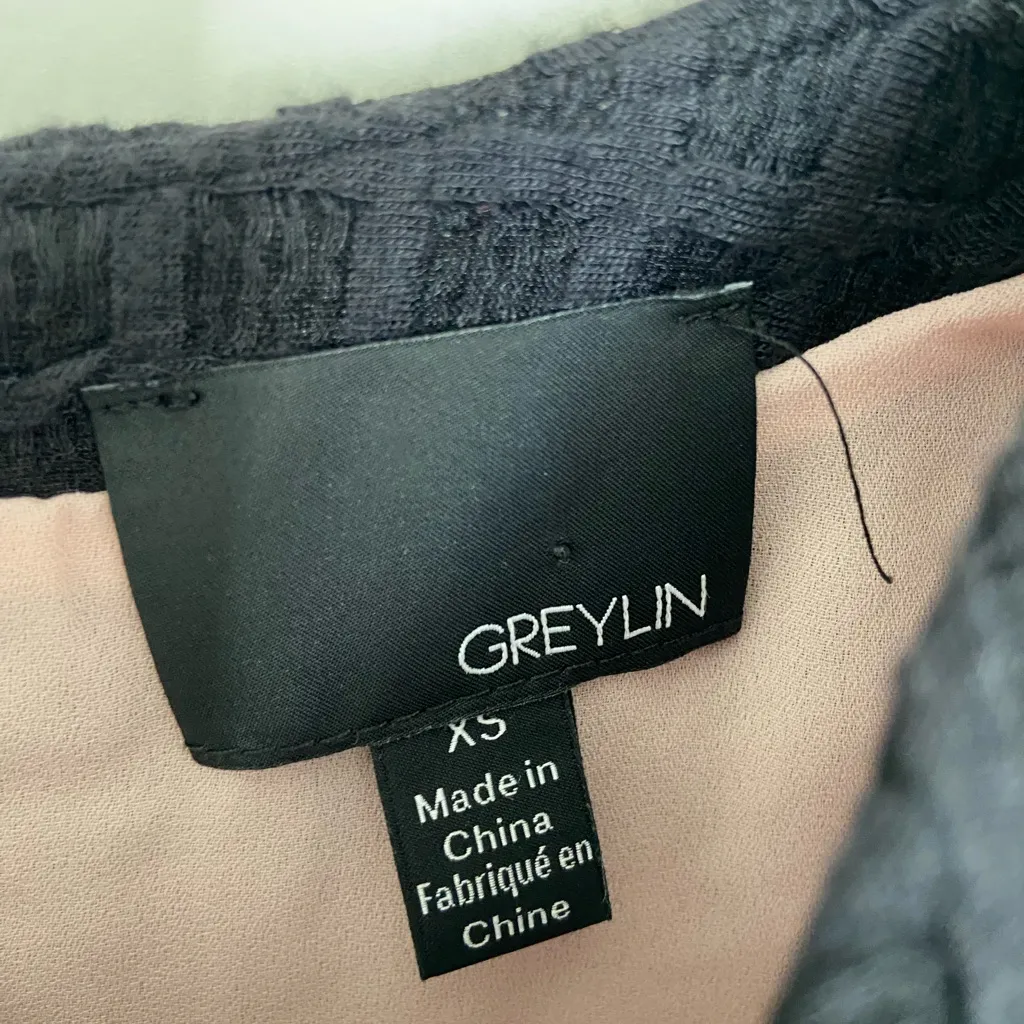 GREYLIN
XS
Made in
China
Fabriqué en
Chine